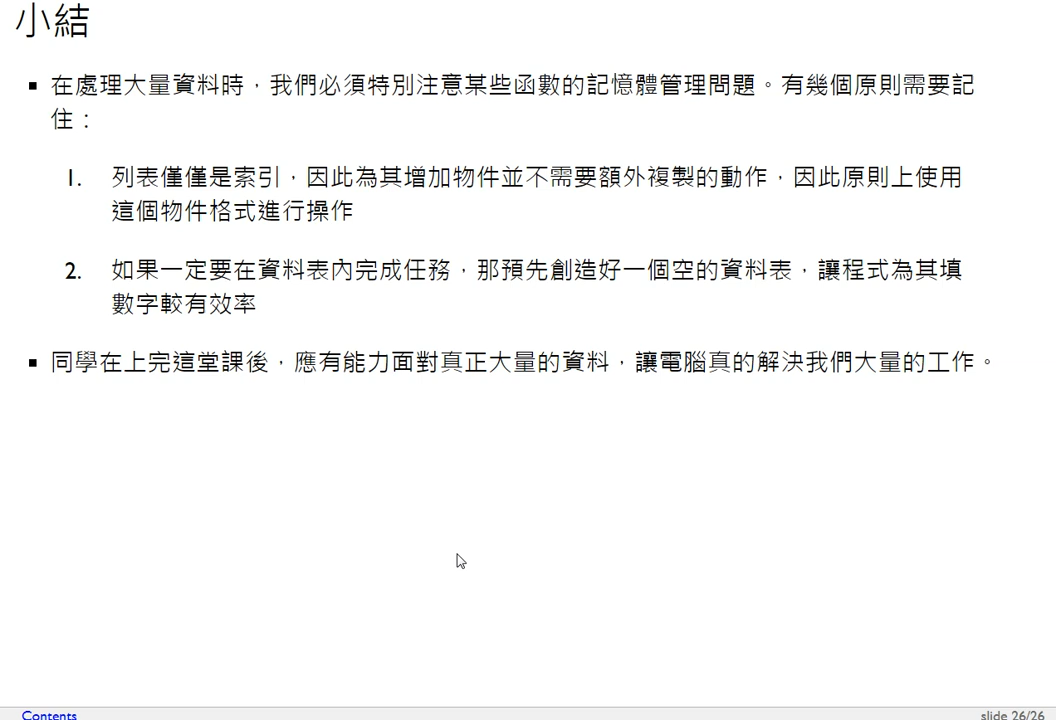 小結
▪ 在處理大量資料時，我們必須特別注意某些函數的記憶體管理問題。有幾個原則需要記
住：
1. 列表僅僅是索引，因此為其增加物件並不需要額外複製的動作，因此原則上使用
這個物件格式進行操作
2. 如果一定要在資料表內完成任務，那預先創造好一個空的資料表，讓程式為其填
數字較有效率
▪ 同學在上完這堂課後，應有能力面對真正大量的資料，讓電腦真的解決我們大量的工作。
Contents
slide 26/26